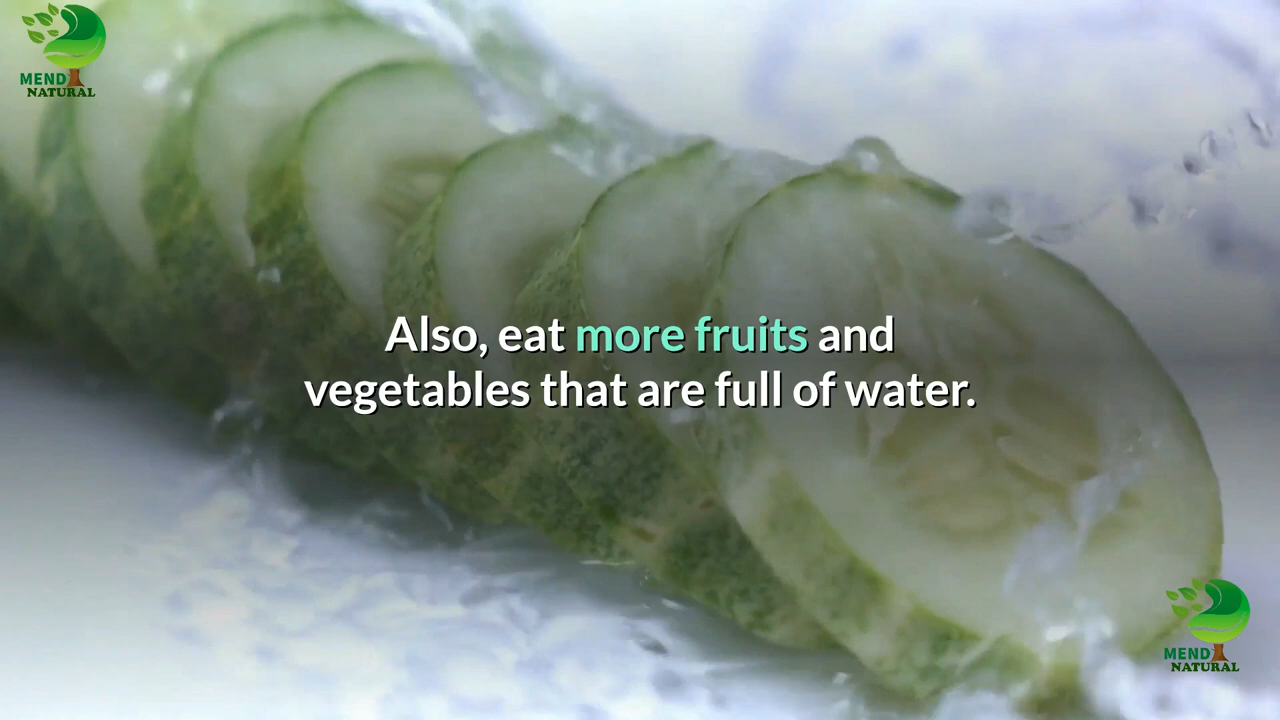 MEND
NATURAL
Also, eat more fruits and
vegetables that are full of water.
MEND
NATURAL